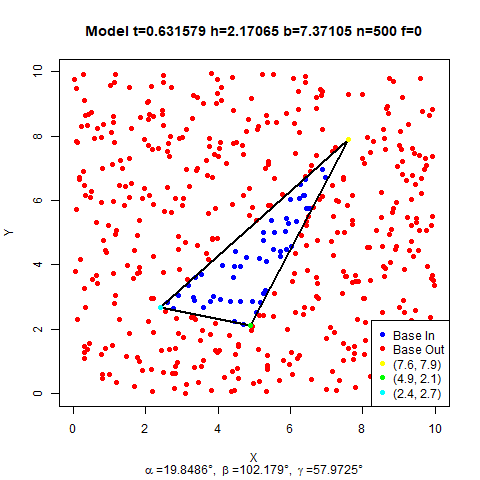 Model t=0.631579 h=2.17065 b=7.37105 n=500 f=0
10
8
6
4
2
0
Y
Base In
Base Out
(7.6, 7.9)
(4.9, 2.1)
(2.4, 2.7)
0 2 4 6 8 10
X
α=19.8486°, β=102.179°, γ=57.9725°